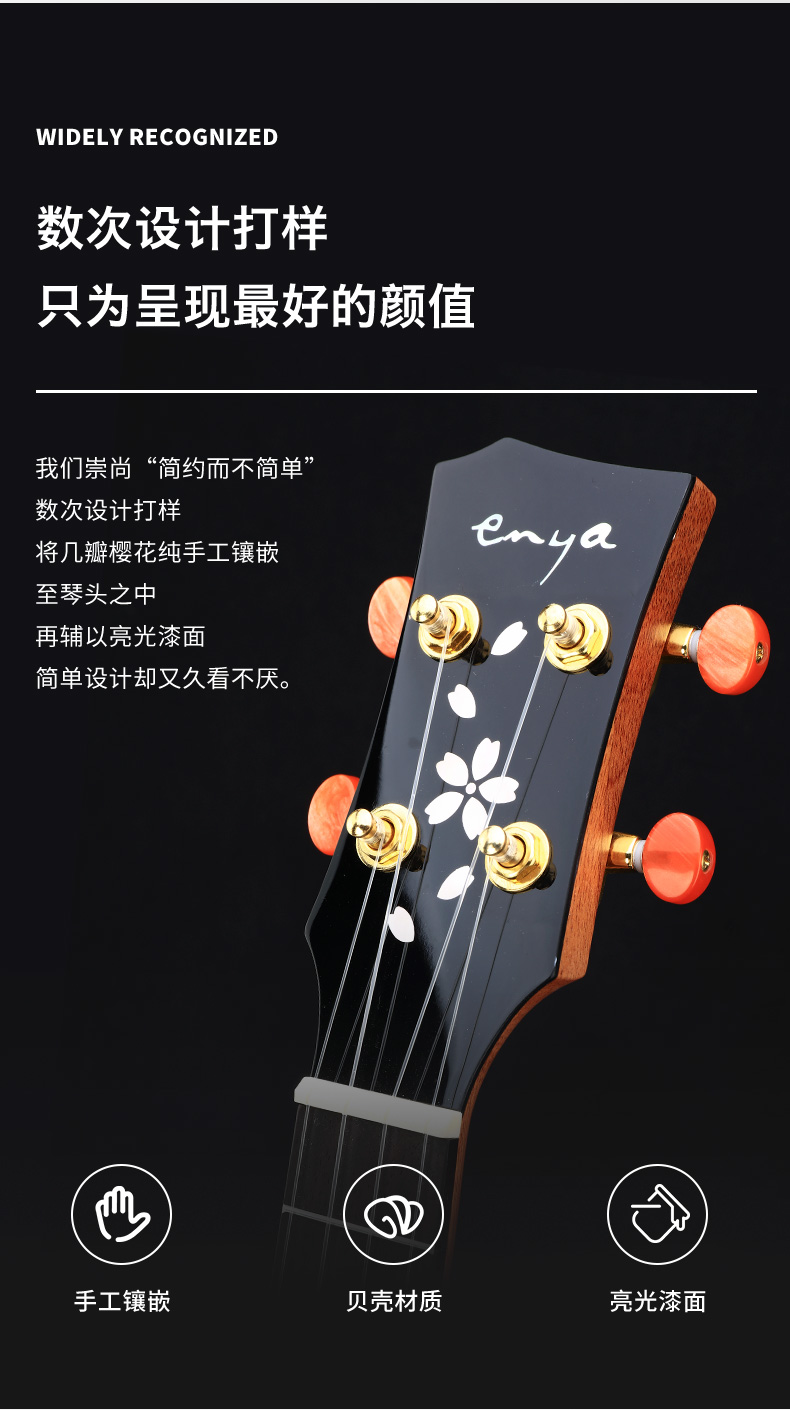 WIDELY RECOGNIZED
数次设计打样
只为呈现最好的颜值
我们崇尚“简约而不简单”
数次设计打样
将几瓣樱花纯手工镶嵌
至琴头之中
再辅以亮光漆面
简单设计却又久看不厌。
enya
手工镶嵌
贝壳材质
亮光漆面